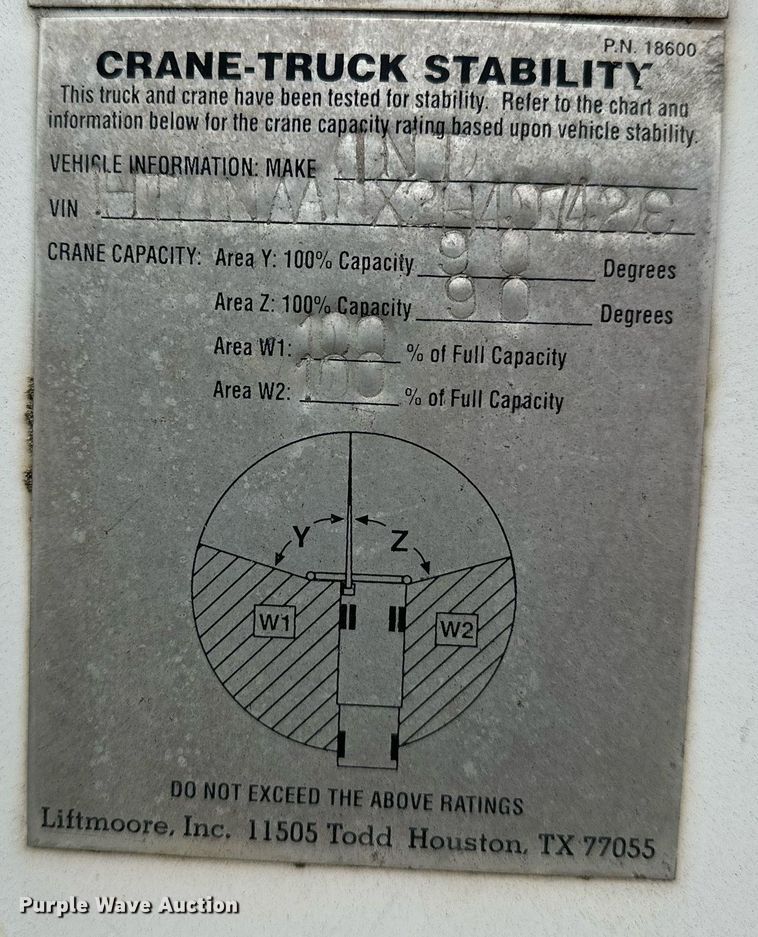 P.N. 18600
CRANE-TRUCK STABILITY
This truck and crane have been tested for stability. Refer to the chart and
information below for the crane capacity rating based upon vehicle stability.
VEHICLE INFORMATION: MAKE
VIN
CRANE CAPACITY: Area Y: 100% Capacity 90 Degrees
Area Z: 100% Capacity 90 Degrees
Area W1: 100 % of Full Capacity
Area W2: 100 % of Full Capacity
Y Z
W1 W2
DO NOT EXCEED THE ABOVE RATINGS
Liftmoore, Inc. 11505 Todd Houston, TX 77055
Purple Wave Auction